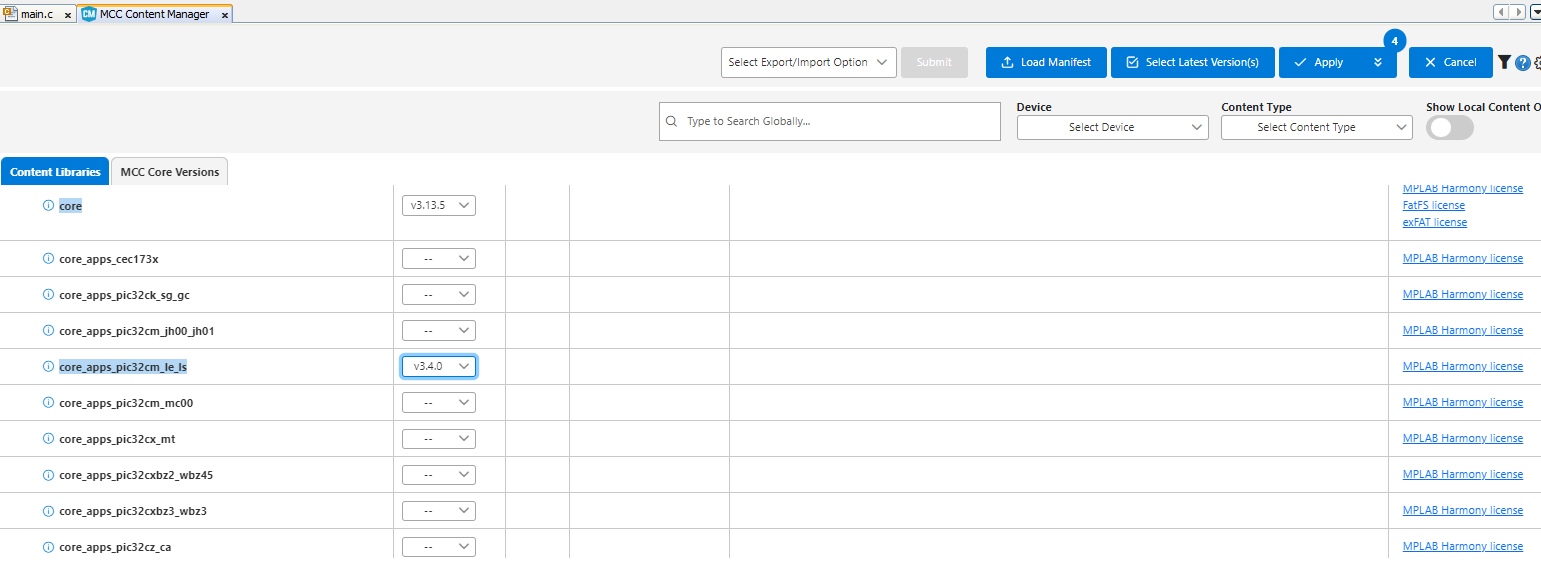 main.c x CM MCC Content Manager x
4
Select Export/Import Option Submit Load Manifest Select Latest Version(s) Apply Cancel ?
Type to Search Globally...
Device Content Type Show Local Content O
Select Device Select Content Type
Content Libraries MCC Core Versions
MPLAB Harmony license
core v3.13.5 FatFS license
exFAT license
core_apps_cec173x -- MPLAB Harmony license
core_apps_pic32ck_sg_gc -- MPLAB Harmony license
core_apps_pic32cm_jh00_jh01 -- MPLAB Harmony license
core_apps_pic32cm_le_ls v3.4.0 MPLAB Harmony license
core_apps_pic32cm_mc00 -- MPLAB Harmony license
core_apps_pic32cx_mt -- MPLAB Harmony license
core_apps_pic32cxbz2_wbz45 -- MPLAB Harmony license
core_apps_pic32cxbz3_wbz3 -- MPLAB Harmony license
core_apps_pic32cz_ca -- MPLAB Harmony license